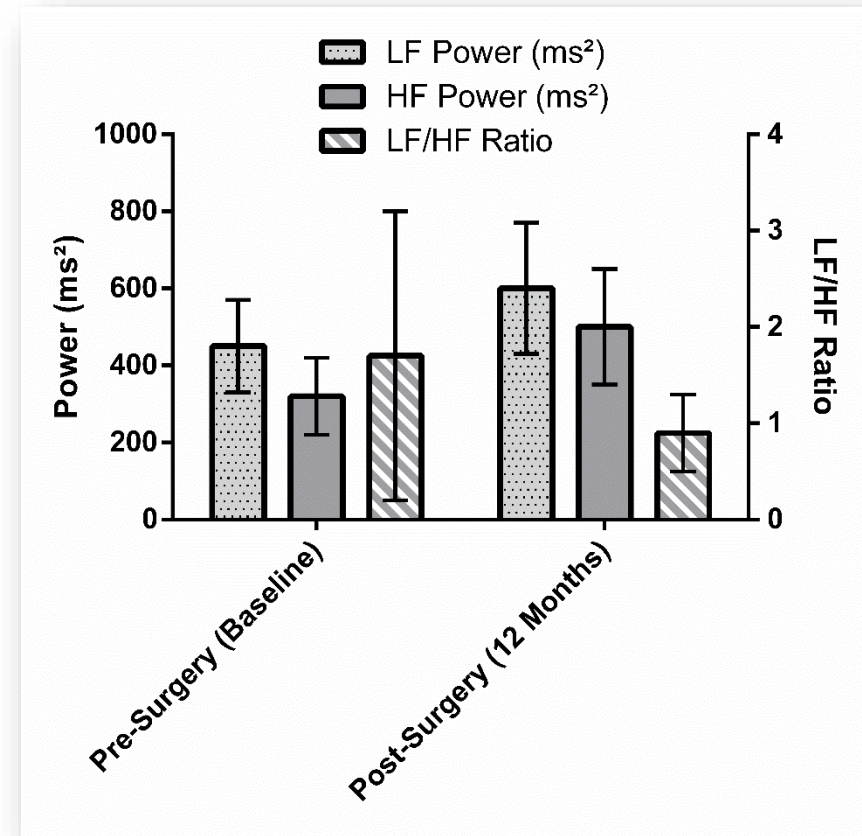 LF Power (ms²)
HF Power (ms²)
LF/HF Ratio
1000
800
600
400
200
0
Power (ms²)
4
3
2
1
0
LF/HF Ratio
Pre-Surgery (Baseline)
Post-Surgery (12 Months)